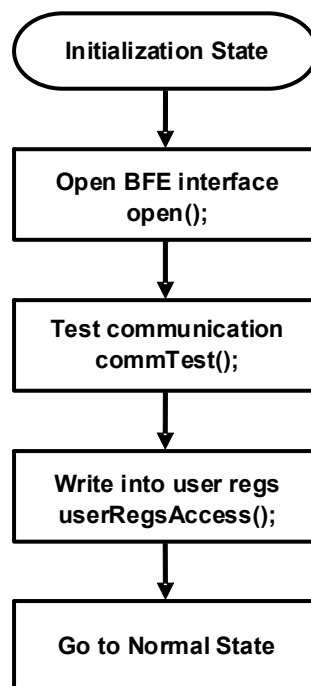 Initialization State
Open BFE interface
open();
Test communication
commTest();
Write into user regs
userRegsAccess();
Go to Normal State